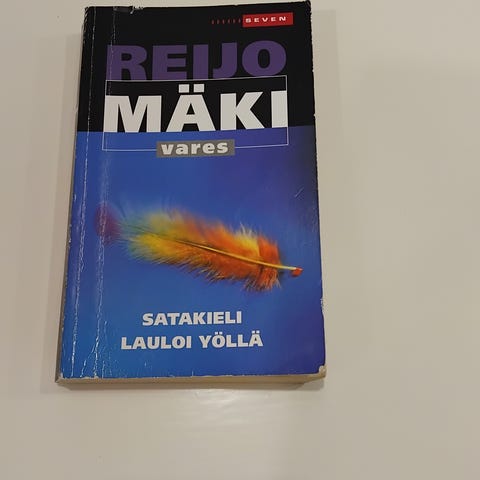 SEVEN
REIJO
MÄKI
vares
SATAKIELI
LAULOI YÖLLÄ